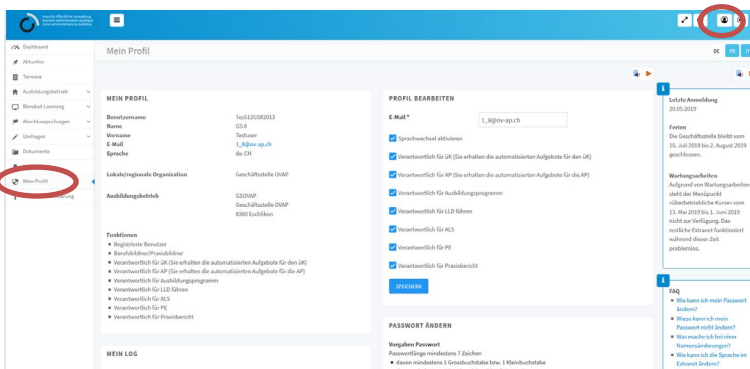 branche öffentliche verwaltung
branche administration publique
ramo amministrazione pubblica
Dashboard
Mein Profil
DE FR IT
Aktuelles
Termine
Ausbildungsbetrieb
Blended-Learning
Abschlussprüfungen
Umfragen
Dokumente
Mein Profil
MEIN PROFIL
Benutzername
Name GS 8
Vorname Testuser
E-Mail 1_8@ov-ap.ch
Sprache de-CH
Lokale/regionale Organisation Geschäftsstelle OVAP
Ausbildungsbetrieb GSOVAP
Geschäftsstelle OVAP
8360 Eschlikon
Funktionen
Registrierte Benutzer
Berufsbildner/Praxisbildner
Verantwortlich für üK (Sie erhalten die automatisierten Aufgebote für den üK)
Verantwortlich für AP (Sie erhalten die automatisierten Aufgebote für die AP)
Verantwortlich für Ausbildungsprogramm
Verantwortlich für LLD führen
Verantwortlich für ALS
Verantwortlich für PE
Verantwortlich für Praxisbericht
MEIN LOG
PROFIL BEARBEITEN
E-Mail * 1_8@ov-ap.ch
Sprachwechsel aktivieren
Verantwortlich für üK (Sie erhalten die automatisierten Aufgebote für den üK)
Verantwortlich für AP (Sie erhalten die automatisierten Aufgebote für die AP)
Verantwortlich für Ausbildungsprogramm
Verantwortlich für LLD führen
Verantwortlich für ALS
Verantwortlich für PE
Verantwortlich für Praxisbericht
SPEICHERN
PASSWORT ÄNDERN
Vorgaben Passwort
Passwortlänge mindestens 7 Zeichen
davon mindestens 1 Grossbuchstabe bzw. 1 Kleinbuchstabe
Letzte Anmeldung
20.05.2019
Ferien
Die Geschäftsstelle bleibt vom
15. Juli 2019 bis 2. August 2019
geschlossen.
Wartungsarbeiten
Aufgrund von Wartungsarbeiten
steht der Menüpunkt
«überbetriebliche Kurse» vom
13. Mai 2019 bis 1. Juni 2019
nicht zur Verfügung. Das
restliche Extranet funktioniert
während dieser Zeit
problemlos.
FAQ
Wie kann ich mein Passwort
ändern?
Wieso kann ich mein
Passwort nicht ändern?
Was mache ich bei einer
Namensänderungen?
Wie kann ich die Sprache im
Extranet ändern?